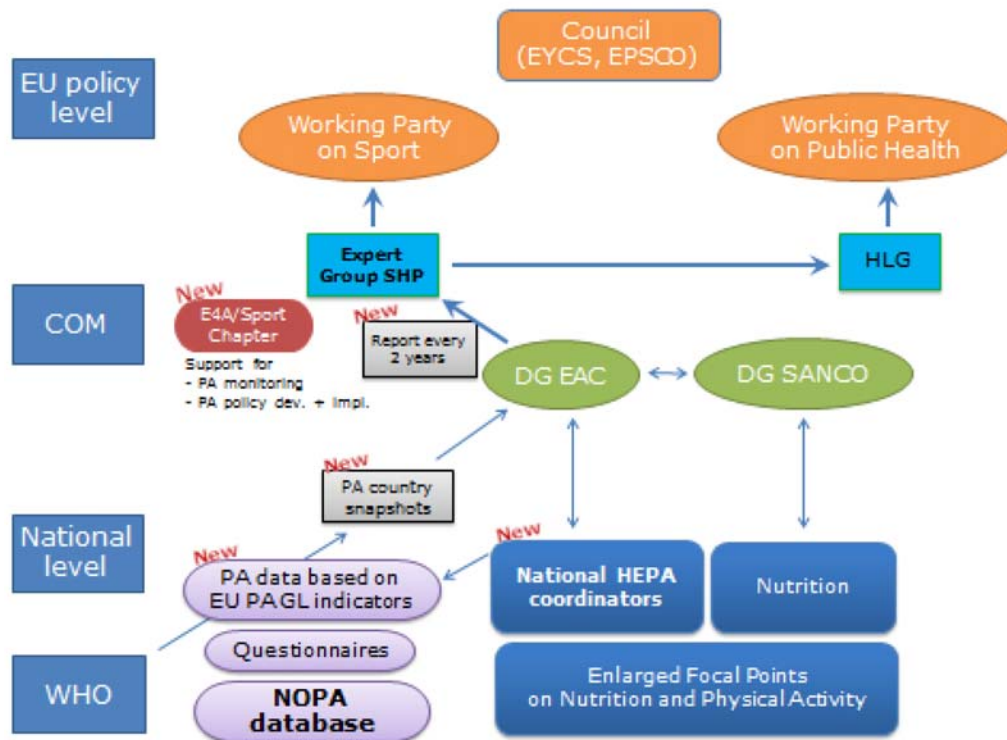 Council
(EYCS, EPSCO)
EU policy
level
Working Party
on Sport
Working Party
on Public Health
Expert
Group SHP
HLG
COM
New
E4A/Sport
Chapter
New
Report every
2 years
Support for
- PA monitoring
- PA policy dev. + impl.
DG EAC
DG SANCO
New
PA country
snapshots
National
level
New
PA data based on
EU PAGL indicators
New
National HEPA
coordinators
Nutrition
Questionnaires
WHO
NOPA
database
Enlarged Focal Points
on Nutrition and Physical Activity